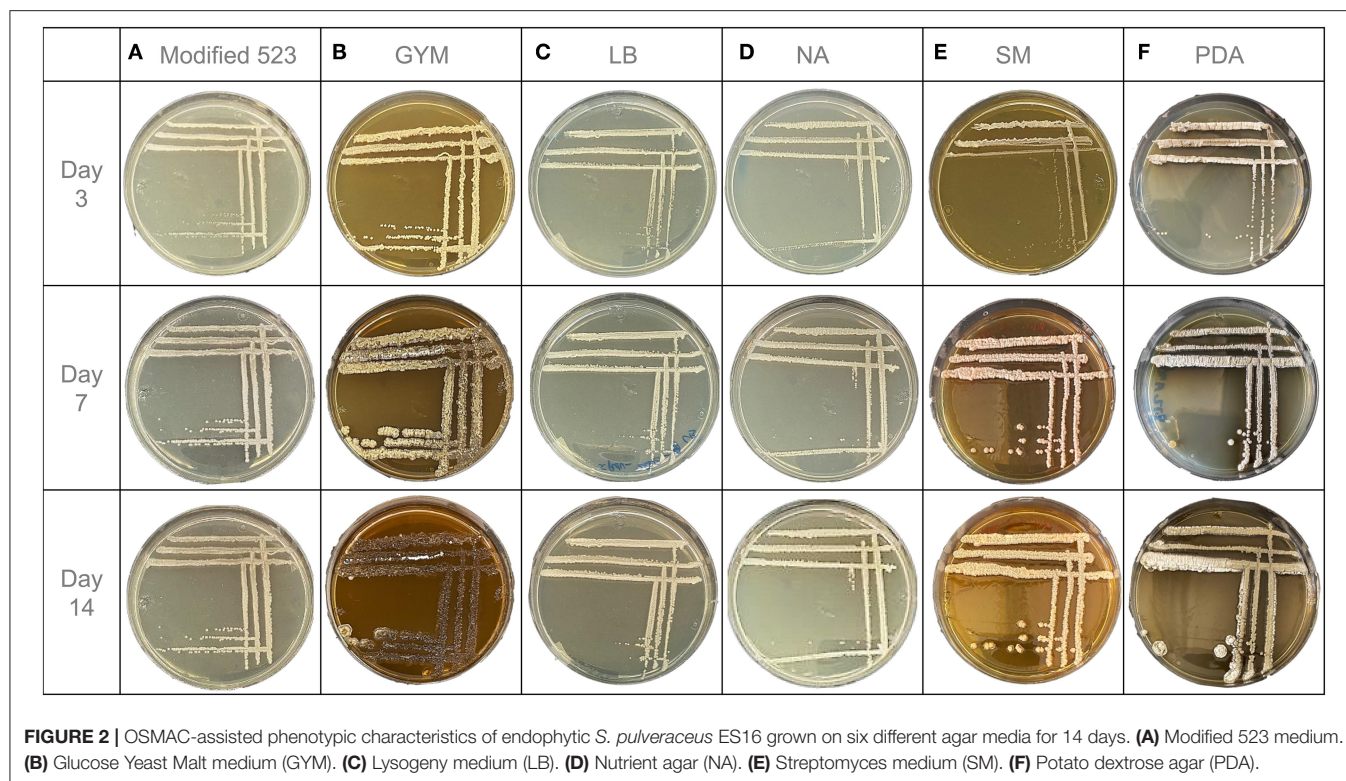 A Modified 523
B GYM
C LB
D NA
E SM
F PDA
Day
3
Day
7
Day
14
FIGURE 2 | OSMAC-assisted phenotypic characteristics of endophytic S. pulveraceus ES16 grown on six different agar media for 14 days. (A) Modified 523 medium.
(B) Glucose Yeast Malt medium (GYM). (C) Lysogeny medium (LB). (D) Nutrient agar (NA). (E) Streptomyces medium (SM). (F) Potato dextrose agar (PDA).